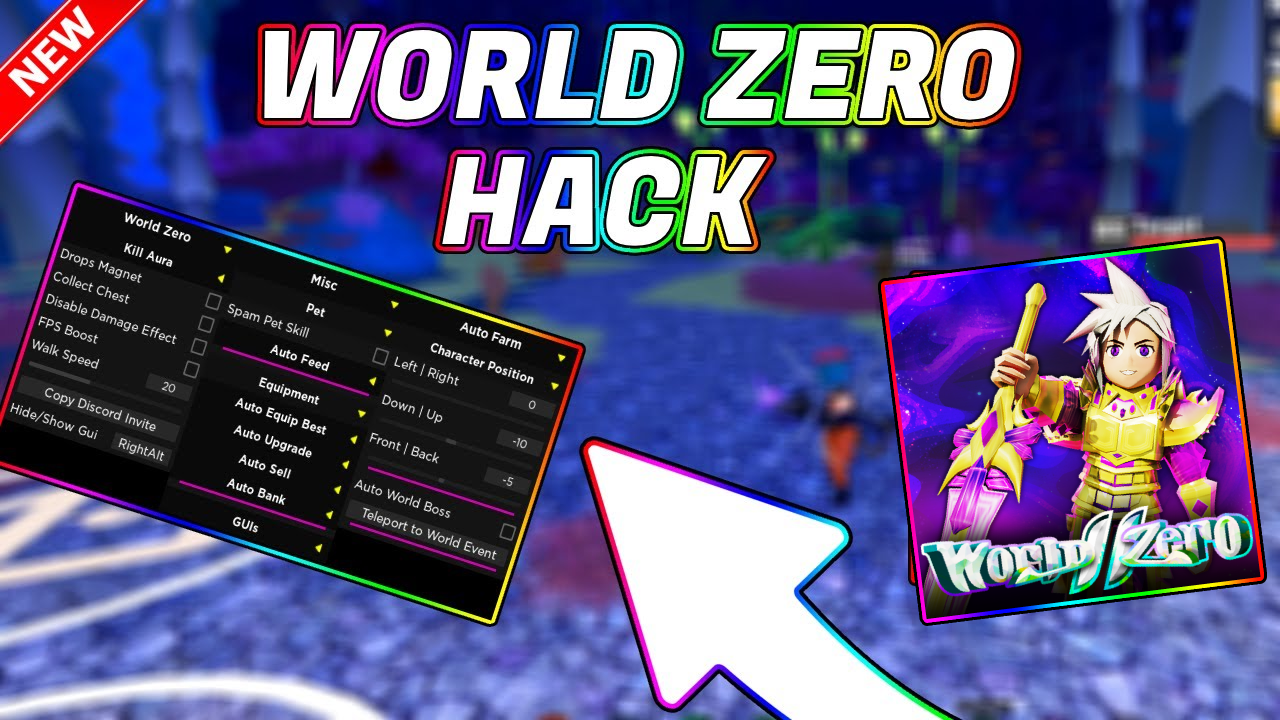 NEW
WORLD ZERO
HACK
World Zero
Kill Aura
Drops Magnet
Collect Chest
Disable Damage Effect
FPS Boost
Walk Speed
20
Copy Discord Invite
Hide/Show Gui
RightAlt
Misc
Pet
Spam Pet Skill
Auto Feed
Equipment
Auto Equip Best
Auto Upgrade
Auto Sell
Auto Bank
GUIs
Auto Farm
Character Position
Left | Right
0
Down | Up
-10
Front | Back
-5
Auto World Boss
Teleport to World Event
World//Zero